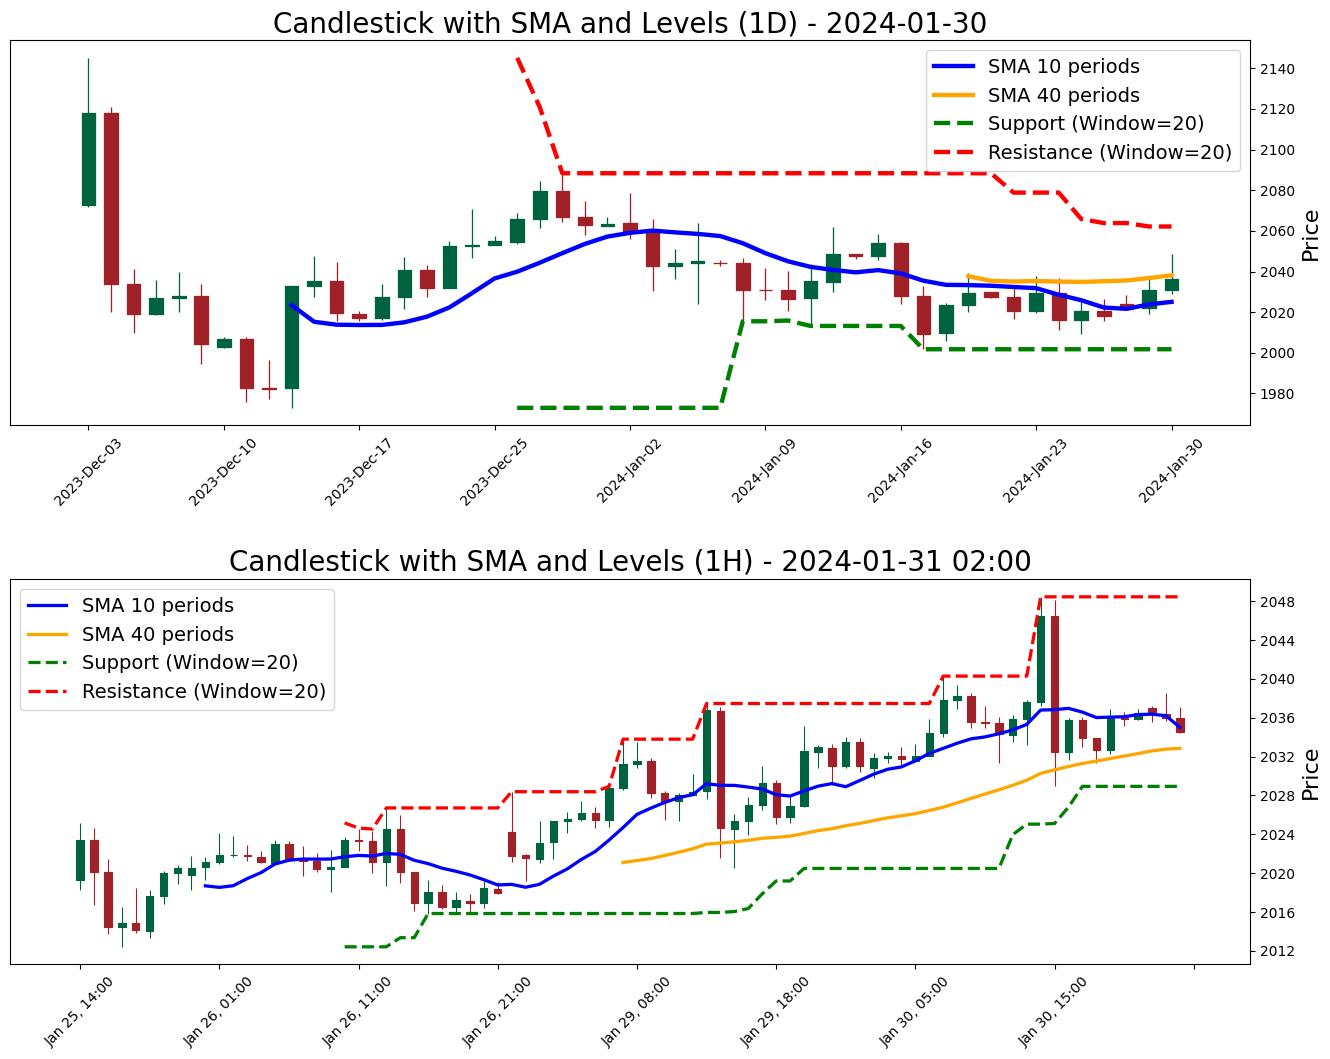 Candlestick with SMA and Levels (1D) - 2024-01-30
SMA 10 periods
SMA 40 periods
Support (Window=20)
Resistance (Window=20)
2140
2120
2100
2080
2060
2040
2020
2000
1980
Price
2023-Dec-03
2023-Dec-10
2023-Dec-17
2023-Dec-25
2024-Jan-02
2024-Jan-09
2024-Jan-16
2024-Jan-23
2024-Jan-30
Candlestick with SMA and Levels (1H) - 2024-01-31 02:00
SMA 10 periods
SMA 40 periods
Support (Window=20)
Resistance (Window=20)
2048
2044
2040
2036
2032
2028
2024
2020
2016
2012
Price
Jan 25, 14:00
Jan 26, 01:00
Jan 26, 11:00
Jan 26, 21:00
Jan 29, 08:00
Jan 29, 18:00
Jan 30, 05:00
Jan 30, 15:00